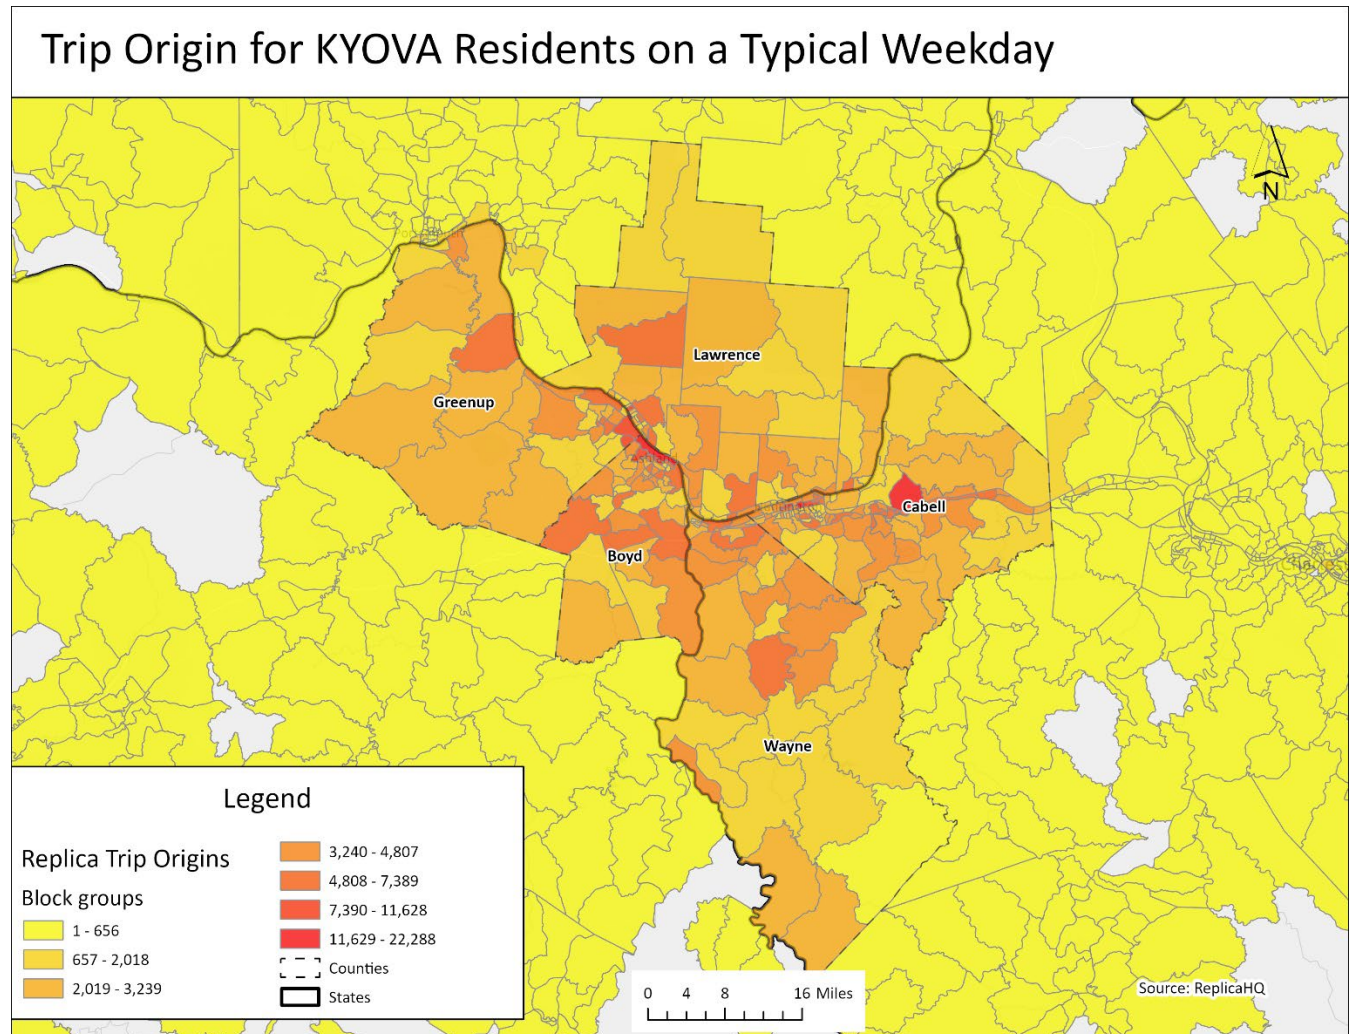 Trip Origin for KYOVA Residents on a Typical Weekday
N
Lawrence
Greenup
Ashland
Cabell
Boyd
Wayne
Legend
Replica Trip Origins
Block groups
1 - 656
657 - 2,018
2,019 - 3,239
3,240 - 4,807
4,808 - 7,389
7,390 - 11,628
11,629 - 22,288
Counties
States
0 4 8 16 Miles
Source: ReplicaHQ